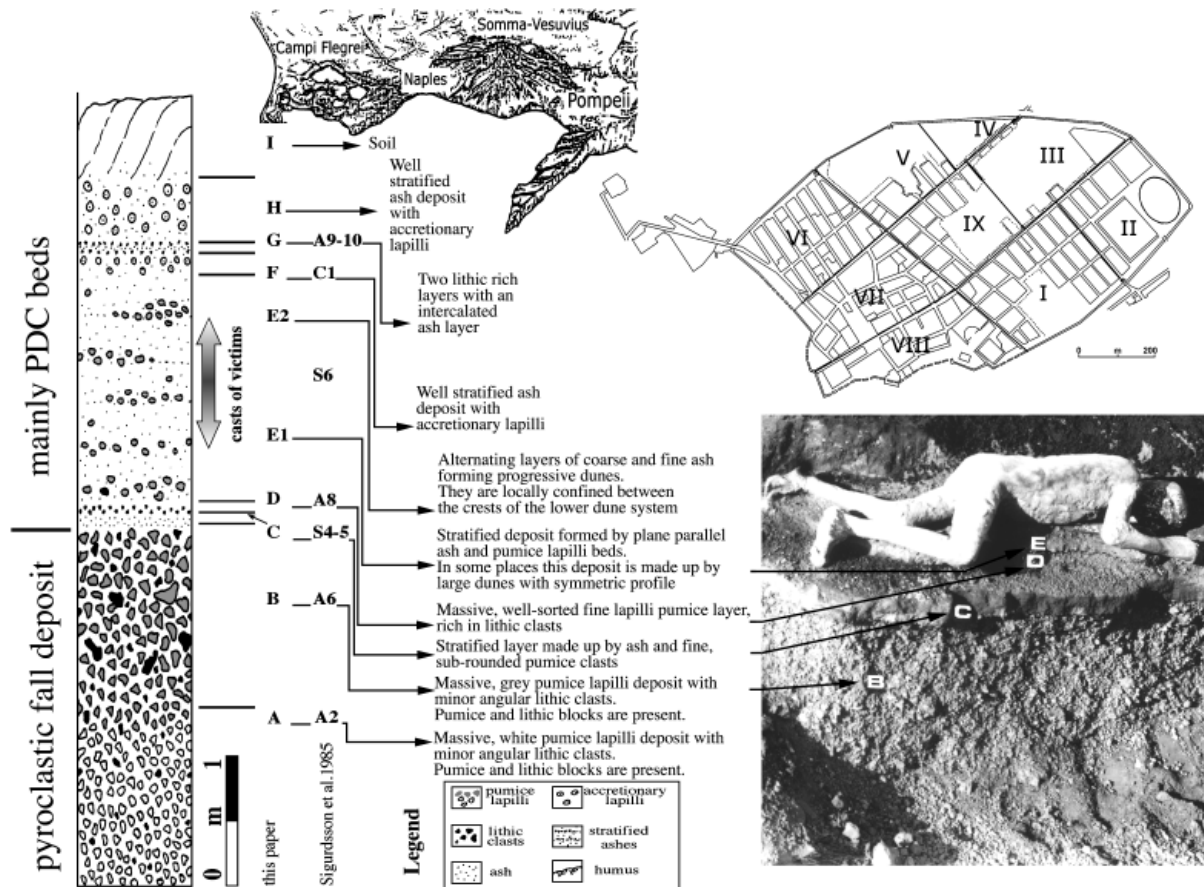 Somma-Vesuvius
Campi Flegrei
Naples
Pompeii
mainly PDC beds
pyroclastic fall deposit
casts of victims
I
Soil
H
Well
stratified
ash deposit
with
accretionary
lapilli
G
A9-10
Two lithic rich
layers with an
intercalated
ash layer
F
C1
Well stratified ash
deposit with
accretionary lapilli
E2
Alternating layers of coarse and fine ash
forming progressive dunes.
They are locally confined between
the crests of the lower dune system
S6
E1
Stratified deposit formed by plane parallel
ash and pumice lapilli beds.
In some places this deposit is made up by
large dunes with symmetric profile
D
A8
Massive, well-sorted fine lapilli pumice layer,
rich in lithic clasts
C
S4-5
Stratified layer made up by ash and fine,
sub-rounded pumice clasts
B
A6
Massive, grey pumice lapilli deposit with
minor angular lithic clasts.
Pumice and lithic blocks are present.
A
A2
Massive, white pumice lapilli deposit with
minor angular lithic clasts.
Pumice and lithic blocks are present.
0 m 1
this paper
Sigurdsson et al.1985
Legend
pumice
lapilli
accretionary
lapilli
lithic
clasts
stratified
ashes
ash
humus
IV
V
III
VI
IX
II
VII
I
VIII
0 m 200
E
D
C
B